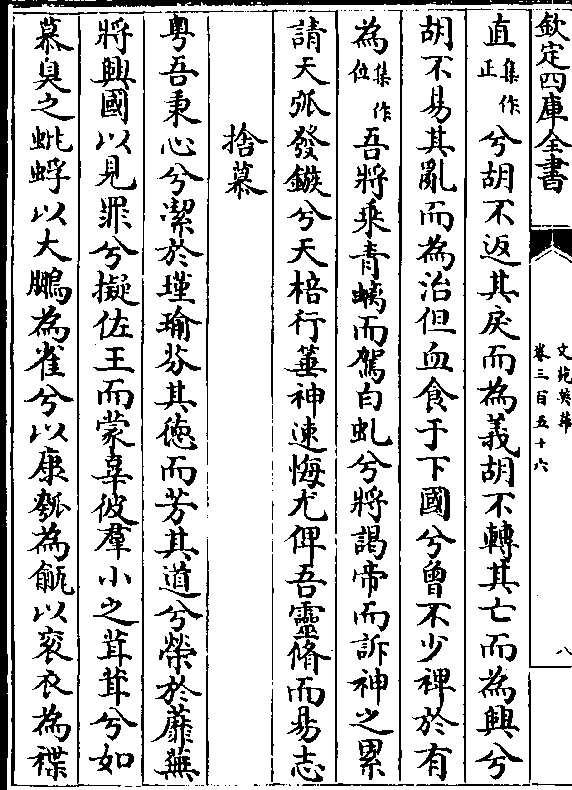 欽定四庫全書
文苑英華
卷三百五十六
八
直集作正兮胡不返其戾而為義胡不轉其亡而為興兮
胡不易其亂而為治但血食于下國兮曾不少裨於有
為集作位吾將乘青螭而駕白虬兮將謁帝而訴神之累
請天弧發鏃兮天棓行葅神速悔尤俾吾靈脩而易志
捨慕
粤吾秉心兮潔於瑾瑜芬其徳而芳其道兮榮於蘼蕪
將興國以見罪兮擬佐王而蒙辜彼羣小之茸茸兮如
慕臭之蚍蜉以大鵬為雀兮以康瓠為甂以衮衣為褋